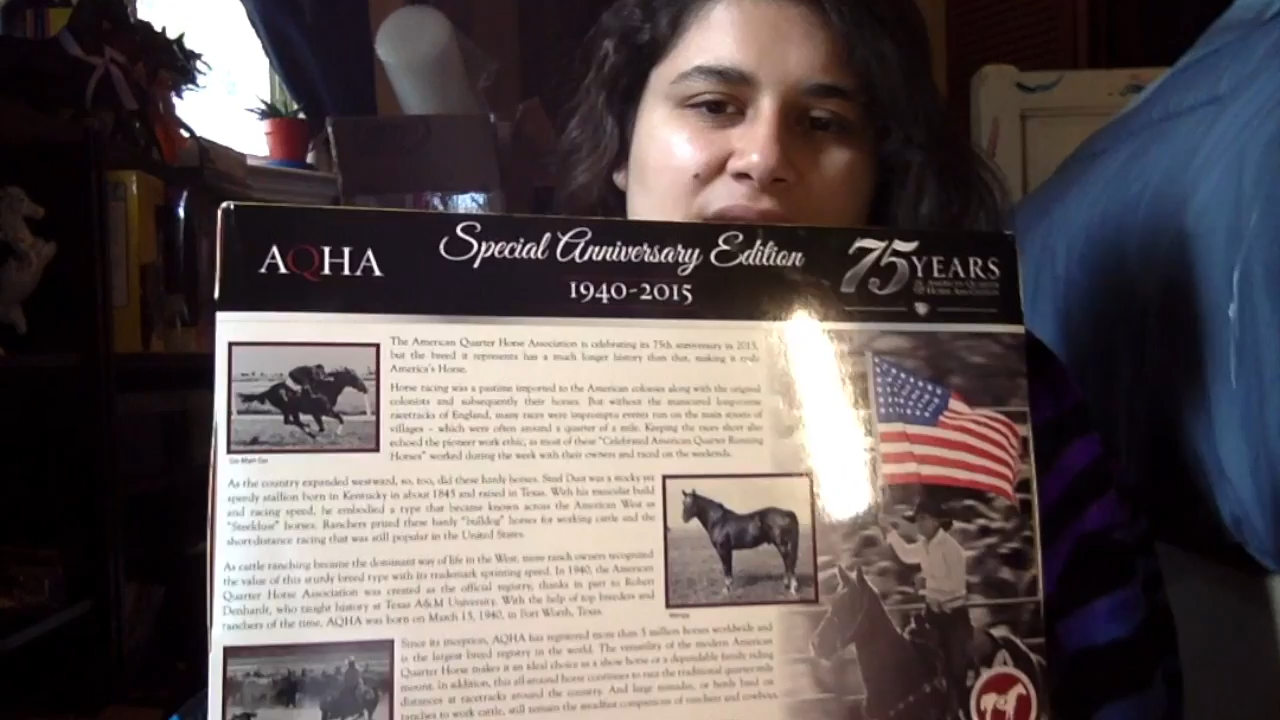 AQHA
Special Anniversary Edition
1940-2015
75 YEARS
The American Quarter Horse Association is celebrating its 75th anniversary in 2015,
but the breed it represents has a much longer history than that, making it truly
America's Horse.
Horse racing was a pastime imported to the American colonies along with the original
colonists and subsequently their horses. But without the manicured long-course
racetracks of England, many races were impromptu events run on the main streets of
villages - which were often around a quarter of a mile. Keeping the races short also
echoed the pioneer work ethic, as most of these "Celebrated American Quarter Running
Horses" worked during the week with their owners and raced on the weekends.
As the country expanded westward, so, too, did these hardy horses. Steel Dust was a stocky yet
speedy stallion born in Kentucky in about 1843 and raised in Texas. With his muscular build
and racing speed, he embodied a type that became known across the American West as
"Steeldust" horses. Ranchers prized these hardy "bulldog" horses for working cattle and the
short-distance racing that was still popular in the United States.
As cattle ranching became the dominant way of life in the West, more ranch owners recognized
the value of this sturdy breed type with its trademark sprinting speed. In 1940, the American
Quarter Horse Association was created as the official registry, thanks in part to Robert
Denhardt, who taught history at Texas A&M University. With the help of top breeders and
ranchers of the time, AQHA was born on March 15, 1940, in Fort Worth, Texas.
Since its inception, AQHA has registered more than 5 million horses worldwide and
is the largest breed registry in the world. The versatility of the modern American
Quarter Horse makes it an ideal choice as a show horse or a dependable family riding
mount. in addition, this all-around horse continues to race the traditional quarter-mile
distances at racetracks around the country. And large remudas, or herds bred on
ranches to work cattle, still remain the steadfast companions of ranchers and cowboys.